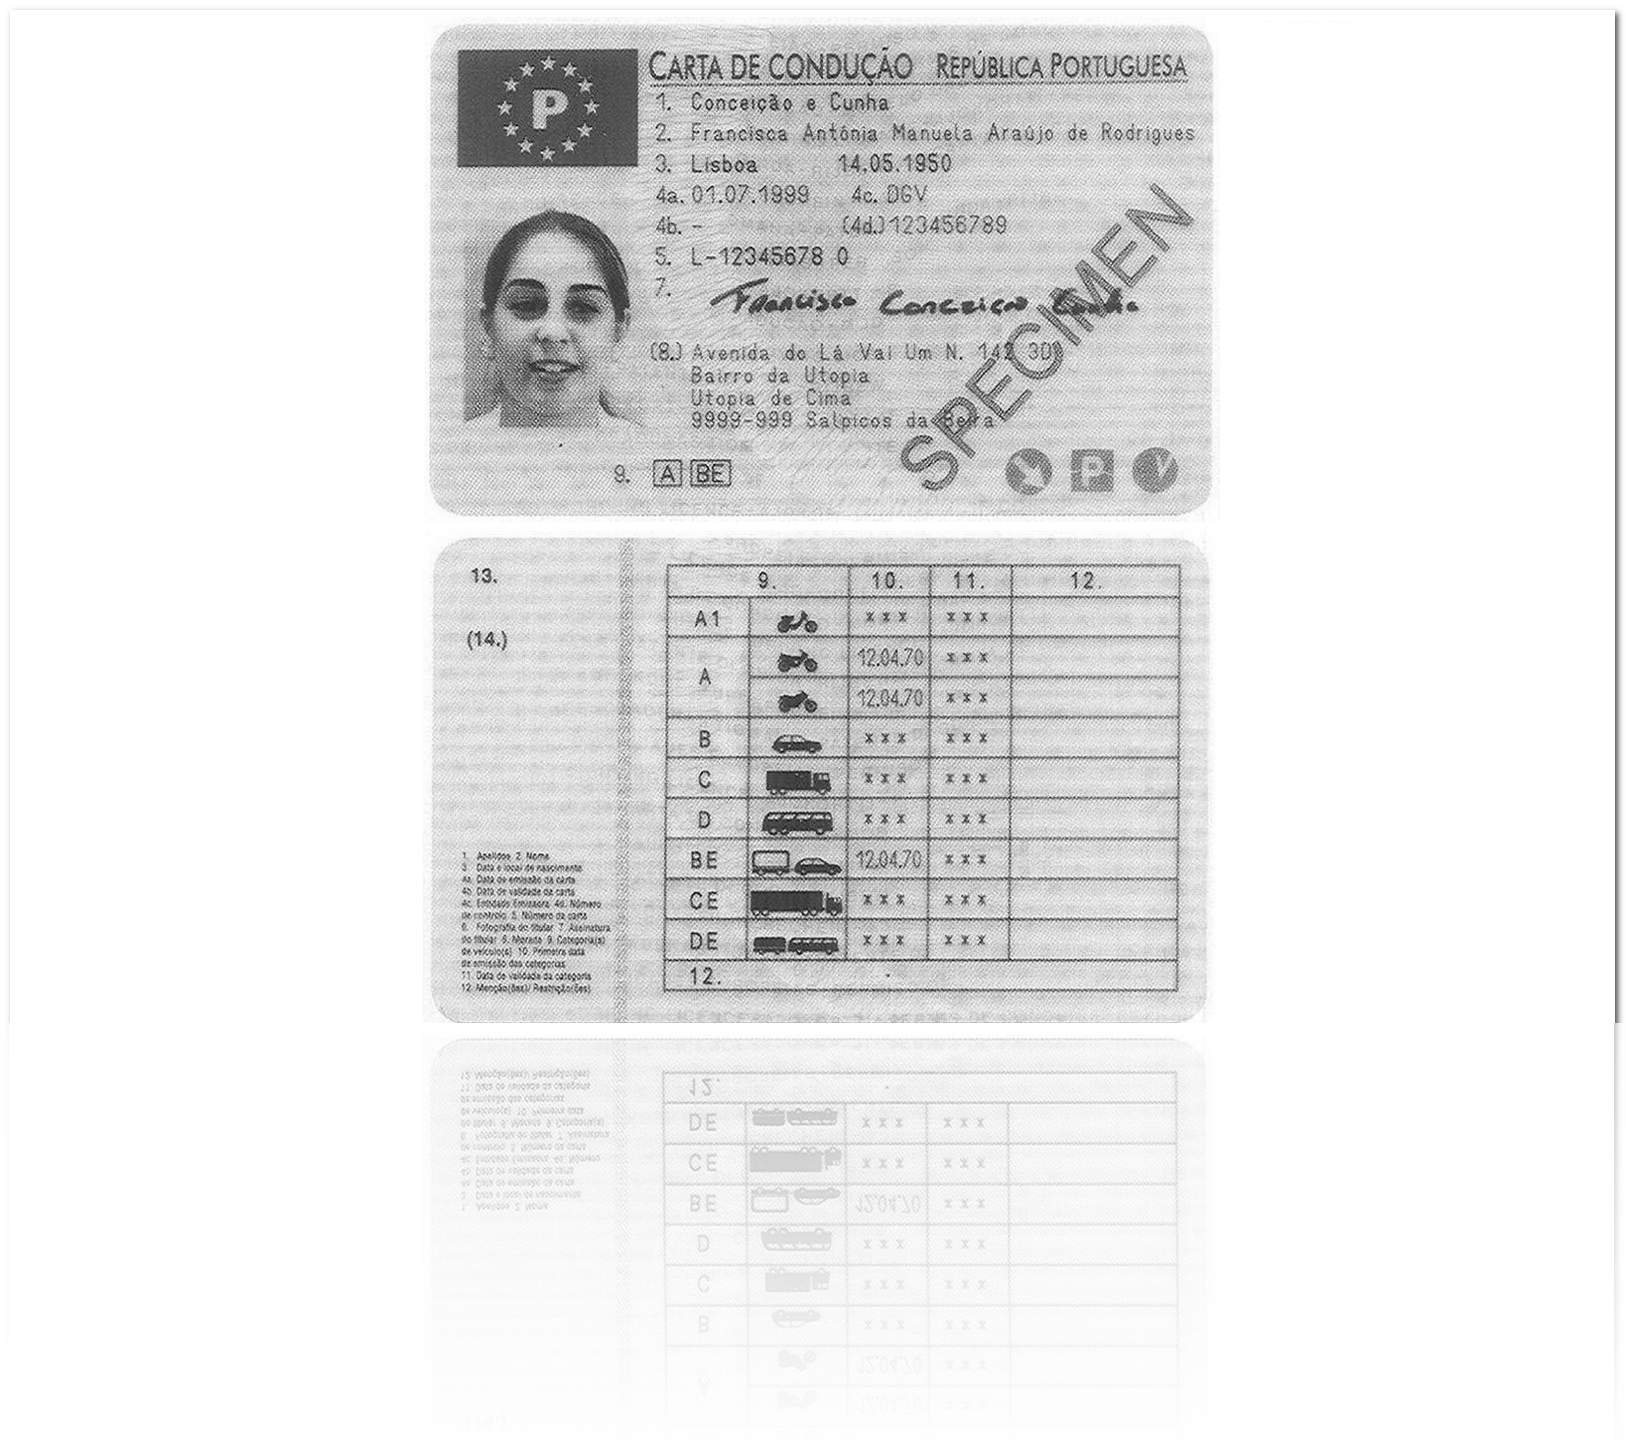 P
CARTA DE CONDUÇÃO REPÚBLICA PORTUGUESA
1. Conceição e Cunha
2. Francisca Antónia Manuela Araújo de Rodrigues
3. Lisboa 14.05.1950
4a. 01.07.1999 4c. DGV
4b. - (4d.) 123456789
5. L-12345678 0
7. Francisca Conceição Cunha
(8.) Avenida do Lá Vai Um N. 142 3D
Bairro da Utopia
Utopia de Cima
9999-999 Salpicos da Beira
9. A BE
SPECIMEN
P V
13.
(14.)
1. Apelidos 2. Nome
3. Data e local de nascimento
4a. Data de emissão da carta
4b. Data de validade da carta
4c. Entidade Emissora 4d. Número
de controlo 5. Número da carta
6. Fotografia do titular 7. Assinatura
do titular 8. Morada 9. Categoria(s)
de veículo(s) 10. Primeira data
de emissão das categorias
11. Data de validade da categoria
12. Menção(ões)/ Restrição(ões)
9. 10. 11. 12.
A1 x x x x x x
A 12.04.70 x x x
12.04.70 x x x
B x x x x x x
C x x x x x x
D x x x x x x
BE 12.04.70 x x x
CE x x x x x x
DE x x x x x x
12.